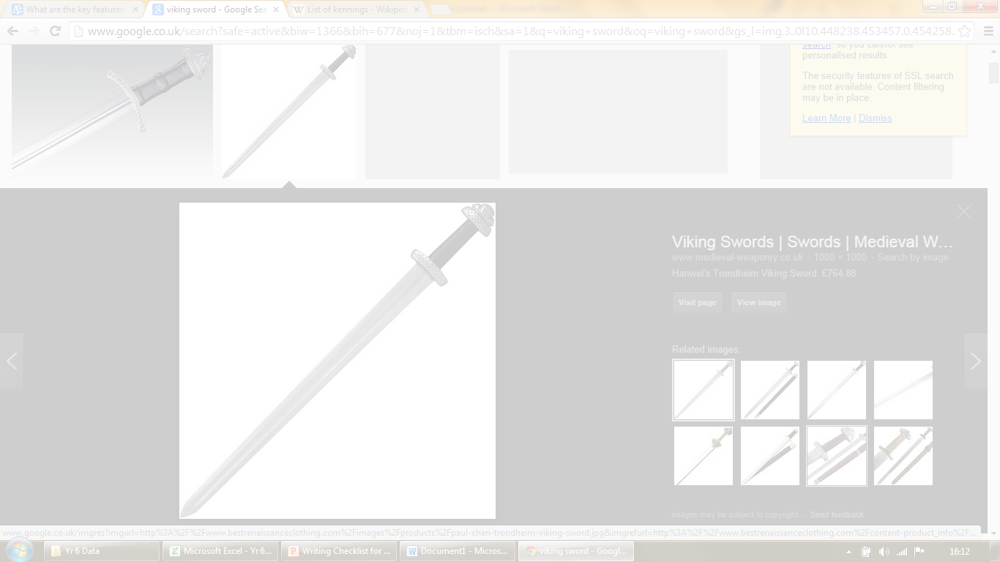 What are the key features
viking sword - Google Sea
List of kennings - Wikiped
www.google.co.uk/search?safe=active&biw=1366&bih=677&noj=1&tbm=isch&sa=1&q=viking+sword&oq=viking+sword&gs_l=img.3..0l10.448238.453457.0.454258..
search, so you cannot see
personalised results.
The security features of SSL search
are not available. Content filtering
may be in place.
Learn More | Dismiss
Viking Swords | Swords | Medieval W...
www.medieval-weaponry.co.uk - 1000 × 1000 - Search by image
Hanwei's Trondheim Viking Sword. £764.88
Visit page
View image
Related images:
Images may be subject to copyright. - Send feedback
www.google.co.uk/imgres?imgurl=http%3A%2F%2Fwww.bestrenaissanceclothing.com%2Fimages%2Fproducts%2Fpaul-chen-trondheim-viking-sword.jpg&imgrefurl=http%3A%2F%2Fwww.bestrenaissanceclothing.com%2Fcontent-product_info%2F...
Yr 6 Data
Microsoft Excel - Yr 6...
Writing Checklist for ...
Document1 - Micros...
viking sword - Googl...
16:12